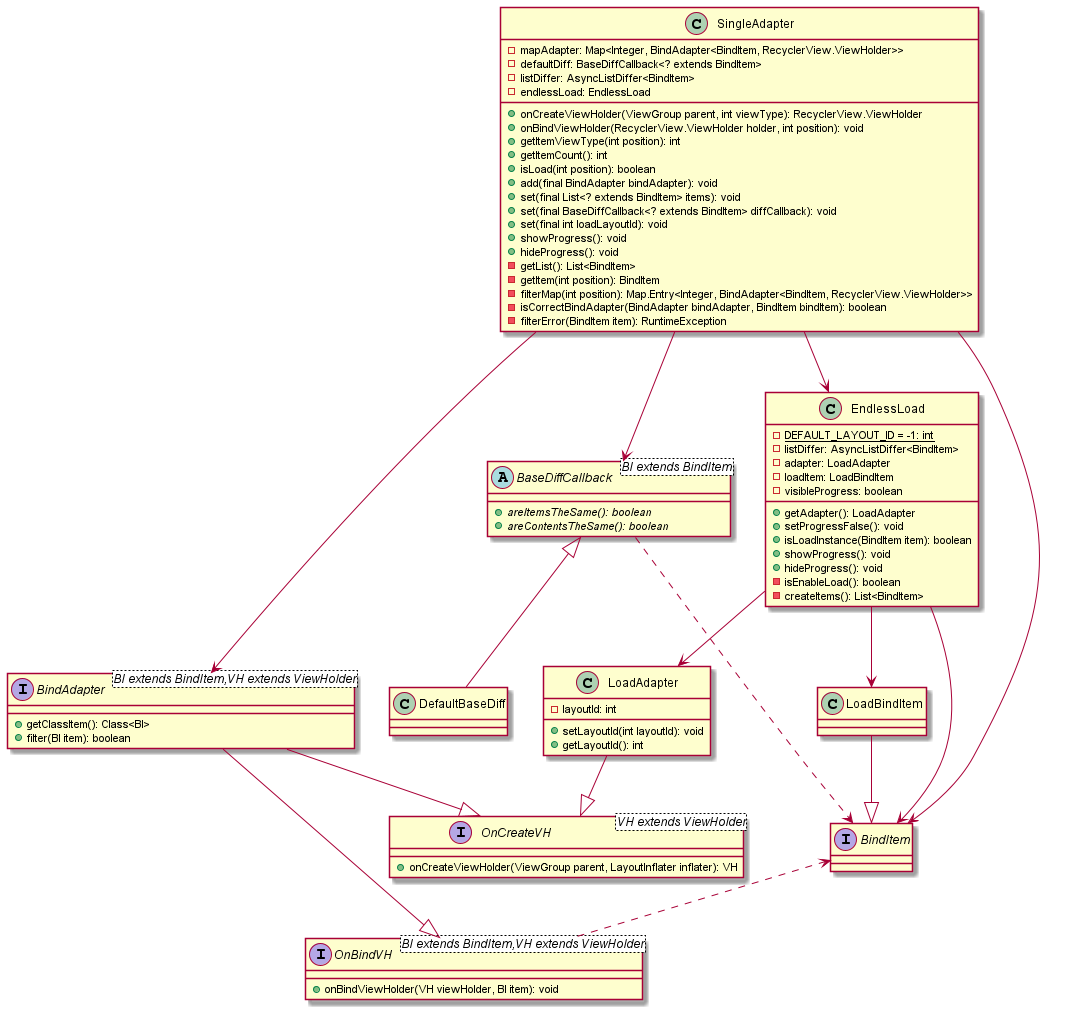 C SingleAdapter
mapAdapter: Map<Integer, BindAdapter<BindItem, RecyclerView.ViewHolder>>
defaultDiff: BaseDiffCallback<? extends BindItem>
listDiffer: AsyncListDiffer<BindItem>
endlessLoad: EndlessLoad
onCreateViewHolder(ViewGroup parent, int viewType): RecyclerView.ViewHolder
onBindViewHolder(RecyclerView.ViewHolder holder, int position): void
getItemViewType(int position): int
getItemCount(): int
isLoad(int position): boolean
add(final BindAdapter bindAdapter): void
set(final List<? extends BindItem> items): void
set(final BaseDiffCallback<? extends BindItem> diffCallback): void
set(final int loadLayoutId): void
showProgress(): void
hideProgress(): void
getList(): List<BindItem>
getItem(int position): BindItem
filterMap(int position): Map.Entry<Integer, BindAdapter<BindItem, RecyclerView.ViewHolder>>
isCorrectBindAdapter(BindAdapter bindAdapter, BindItem bindItem): boolean
filterError(BindItem item): RuntimeException
C EndlessLoad
DEFAULT_LAYOUT_ID = -1: int
listDiffer: AsyncListDiffer<BindItem>
adapter: LoadAdapter
loadItem: LoadBindItem
visibleProgress: boolean
getAdapter(): LoadAdapter
setProgressFalse(): void
isLoadInstance(BindItem item): boolean
showProgress(): void
hideProgress(): void
isEnableLoad(): boolean
createItems(): List<BindItem>
BI extends BindItem
A BaseDiffCallback
areItemsTheSame(): boolean
areContentsTheSame(): boolean
BI extends BindItem,VH extends ViewHolder
I BindAdapter
getClassItem(): Class<BI>
filter(BI item): boolean
C DefaultBaseDiff
C LoadAdapter
layoutId: int
setLayoutId(int layoutId): void
getLayoutId(): int
C LoadBindItem
VH extends ViewHolder
I OnCreateVH
onCreateViewHolder(ViewGroup parent, LayoutInflater inflater): VH
I BindItem
BI extends BindItem,VH extends ViewHolder
I OnBindVH
onBindViewHolder(VH viewHolder, BI item): void